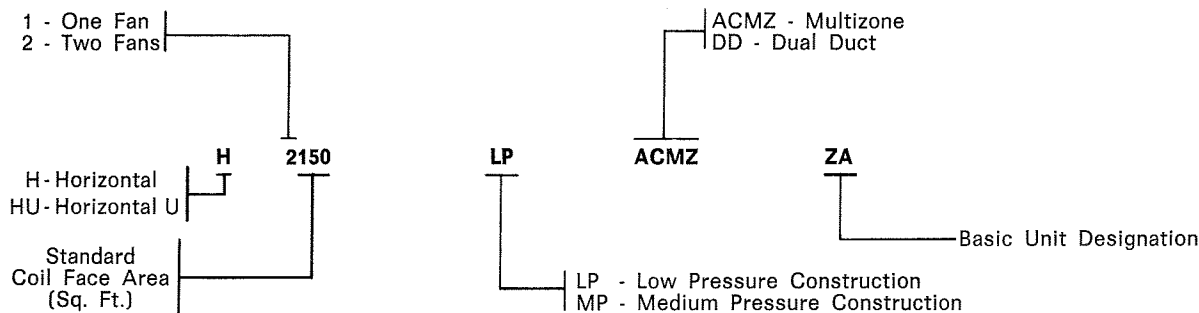 1 - One Fan
2 - Two Fans
ACMZ - Multizone
DD - Dual Duct
H 2150 LP ACMZ ZA
H-Horizontal
HU-Horizontal U
Standard
Coil Face Area
(Sq. Ft.)
Basic Unit Designation
LP - Low Pressure Construction
MP - Medium Pressure Construction